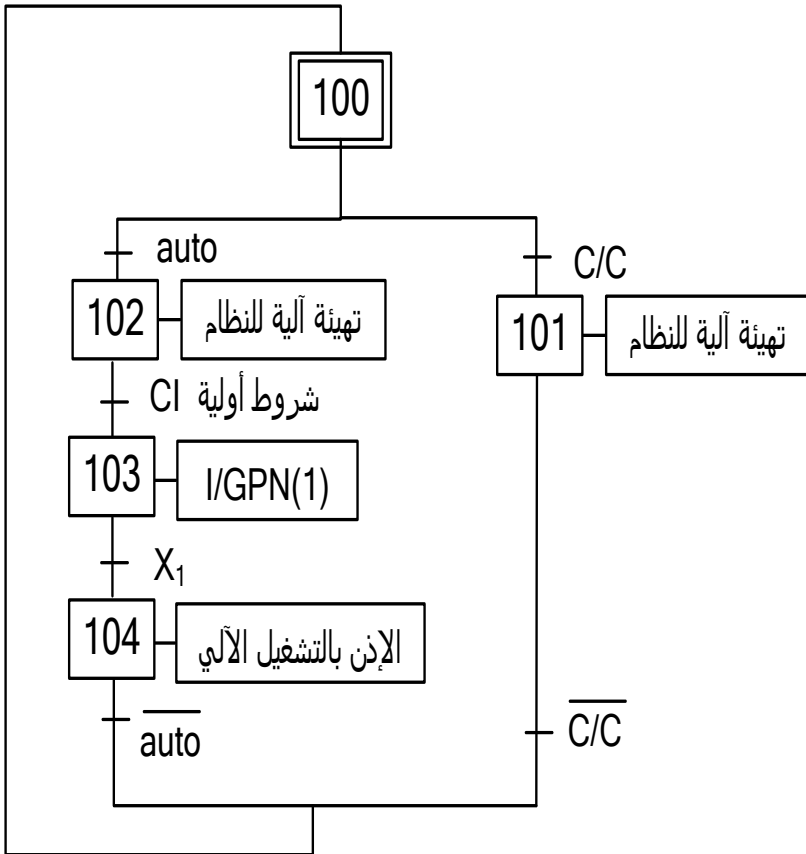 100
auto
C/C
102
تهيئة آلية للنظام
101
تهيئة آلية للنظام
CI شروط أولية
103
I/GPN(1)
X₁
104
الإذن بالتشغيل الآلي
a̅u̅t̅o̅
C̅/̅C̅